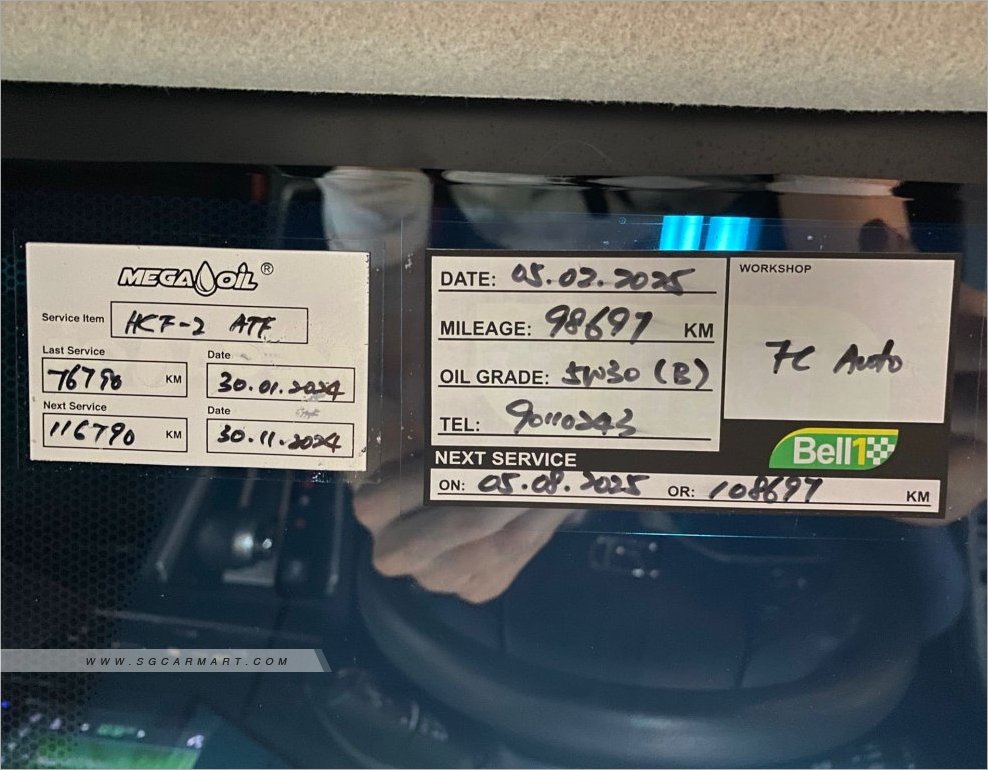 MEGA OIL ®
Service Item HCF-2 ATF
Last Service Date
76790 KM 30.01.2024
Next Service Date
116790 KM 30.11.2024
DATE: 05.02.2025
MILEAGE: 98697 KM
OIL GRADE: 5W30 (B)
TEL: 90110243
WORKSHOP
7C Auto
Bell1
NEXT SERVICE
ON: 05.08.2025 OR: 108697 KM
WWW.SGCARMART.COM